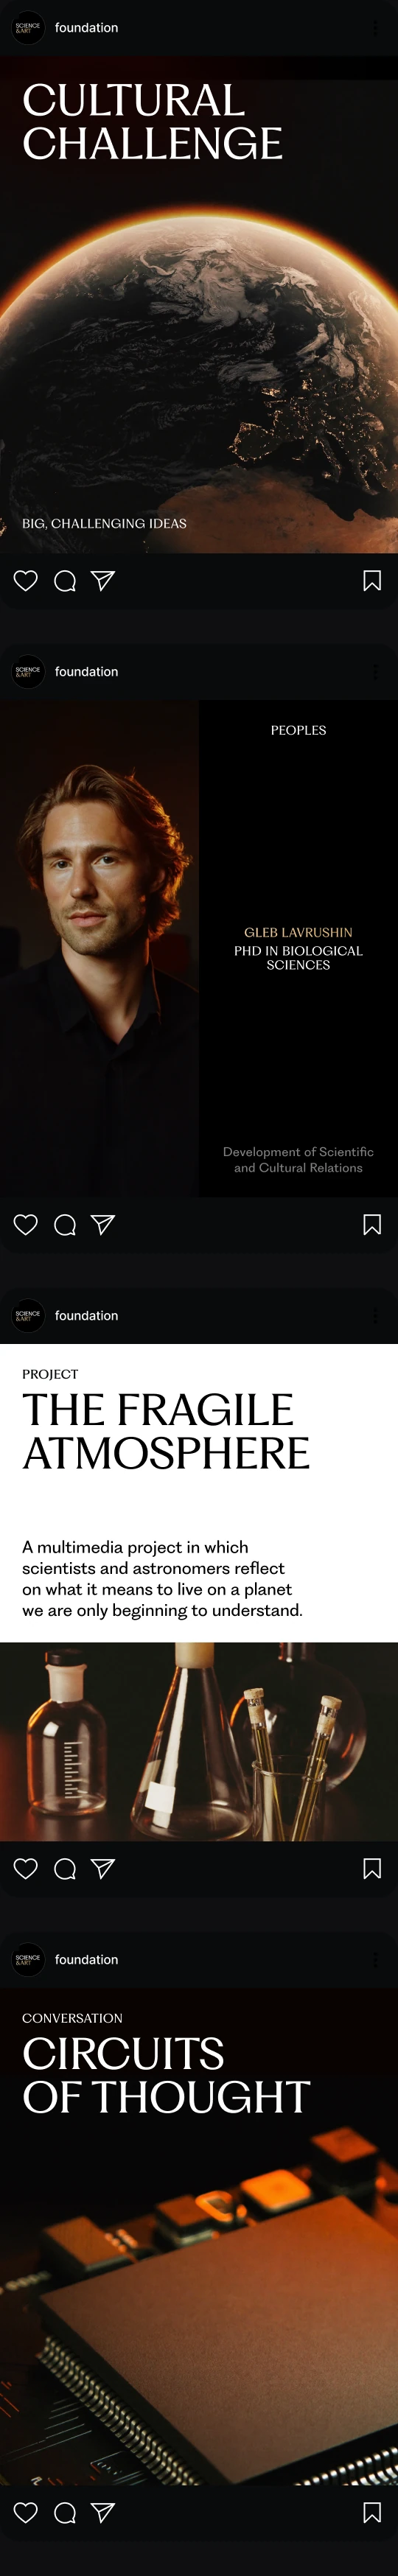 SCIENCE
&ART
foundation
CULTURAL
CHALLENGE
BIG, CHALLENGING IDEAS
SCIENCE
&ART
foundation
PEOPLES
GLEB LAVRUSHIN
PHD IN BIOLOGICAL
SCIENCES
Development of Scientific
and Cultural Relations
SCIENCE
&ART
foundation
PROJECT
THE FRAGILE
ATMOSPHERE
A multimedia project in which
scientists and astronomers reflect
on what it means to live on a planet
we are only beginning to understand.
SCIENCE
&ART
foundation
CONVERSATION
CIRCUITS
OF THOUGHT